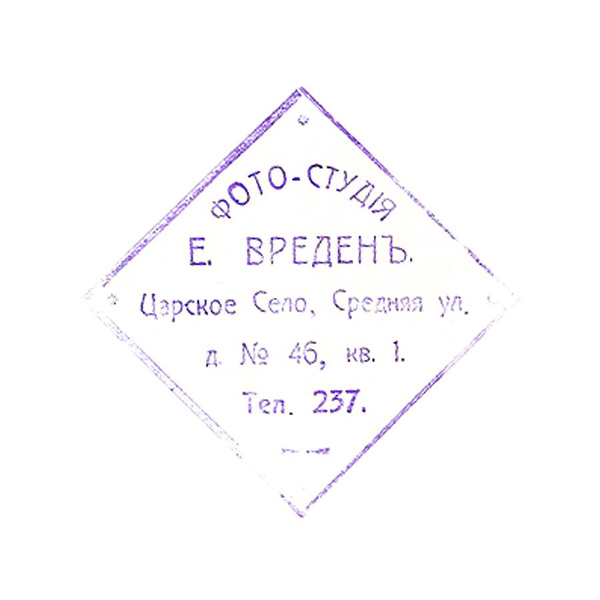 ФОТО-СТУДІЯ
Е. ВРЕДЕНЪ.
Царское Село, Средняя ул.
д. № 46, кв. 1.
Тел. 237.